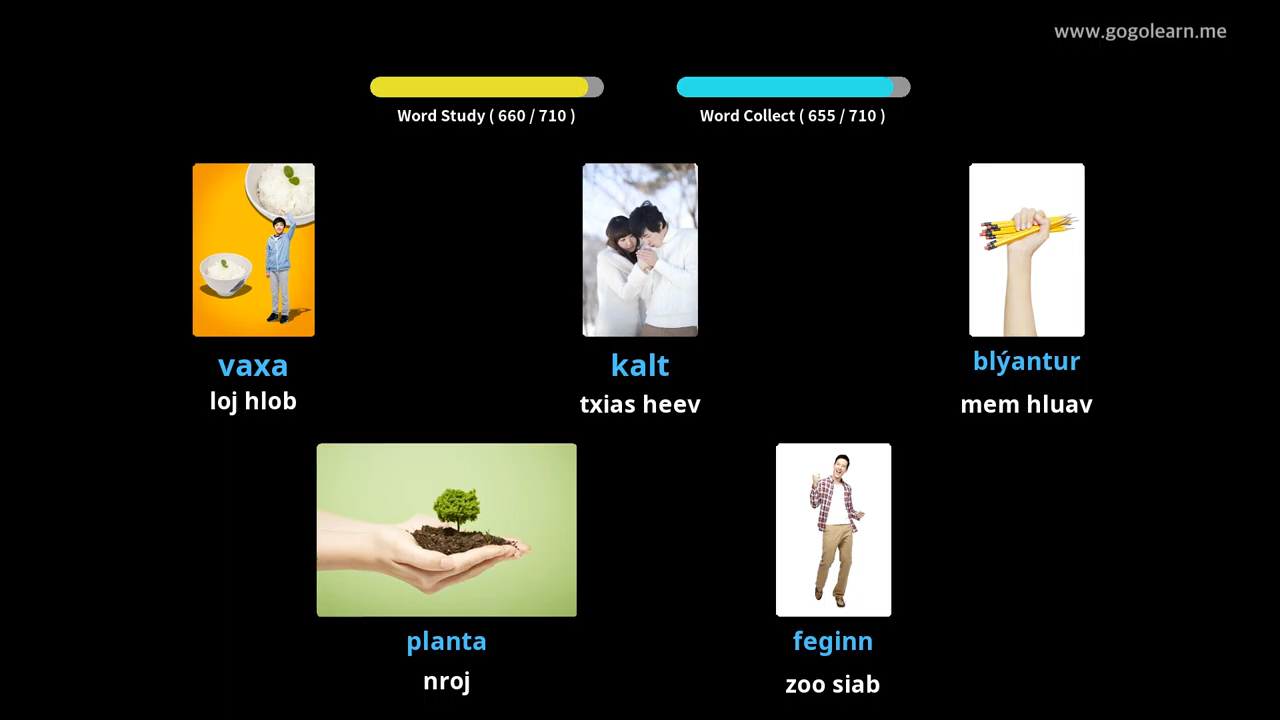 www.gogolearn.me
Word Study ( 660 / 710 )
Word Collect ( 655 / 710 )
vaxa
loj hlob
kalt
txias heev
blýantur
mem hluav
planta
nroj
feginn
zoo siab